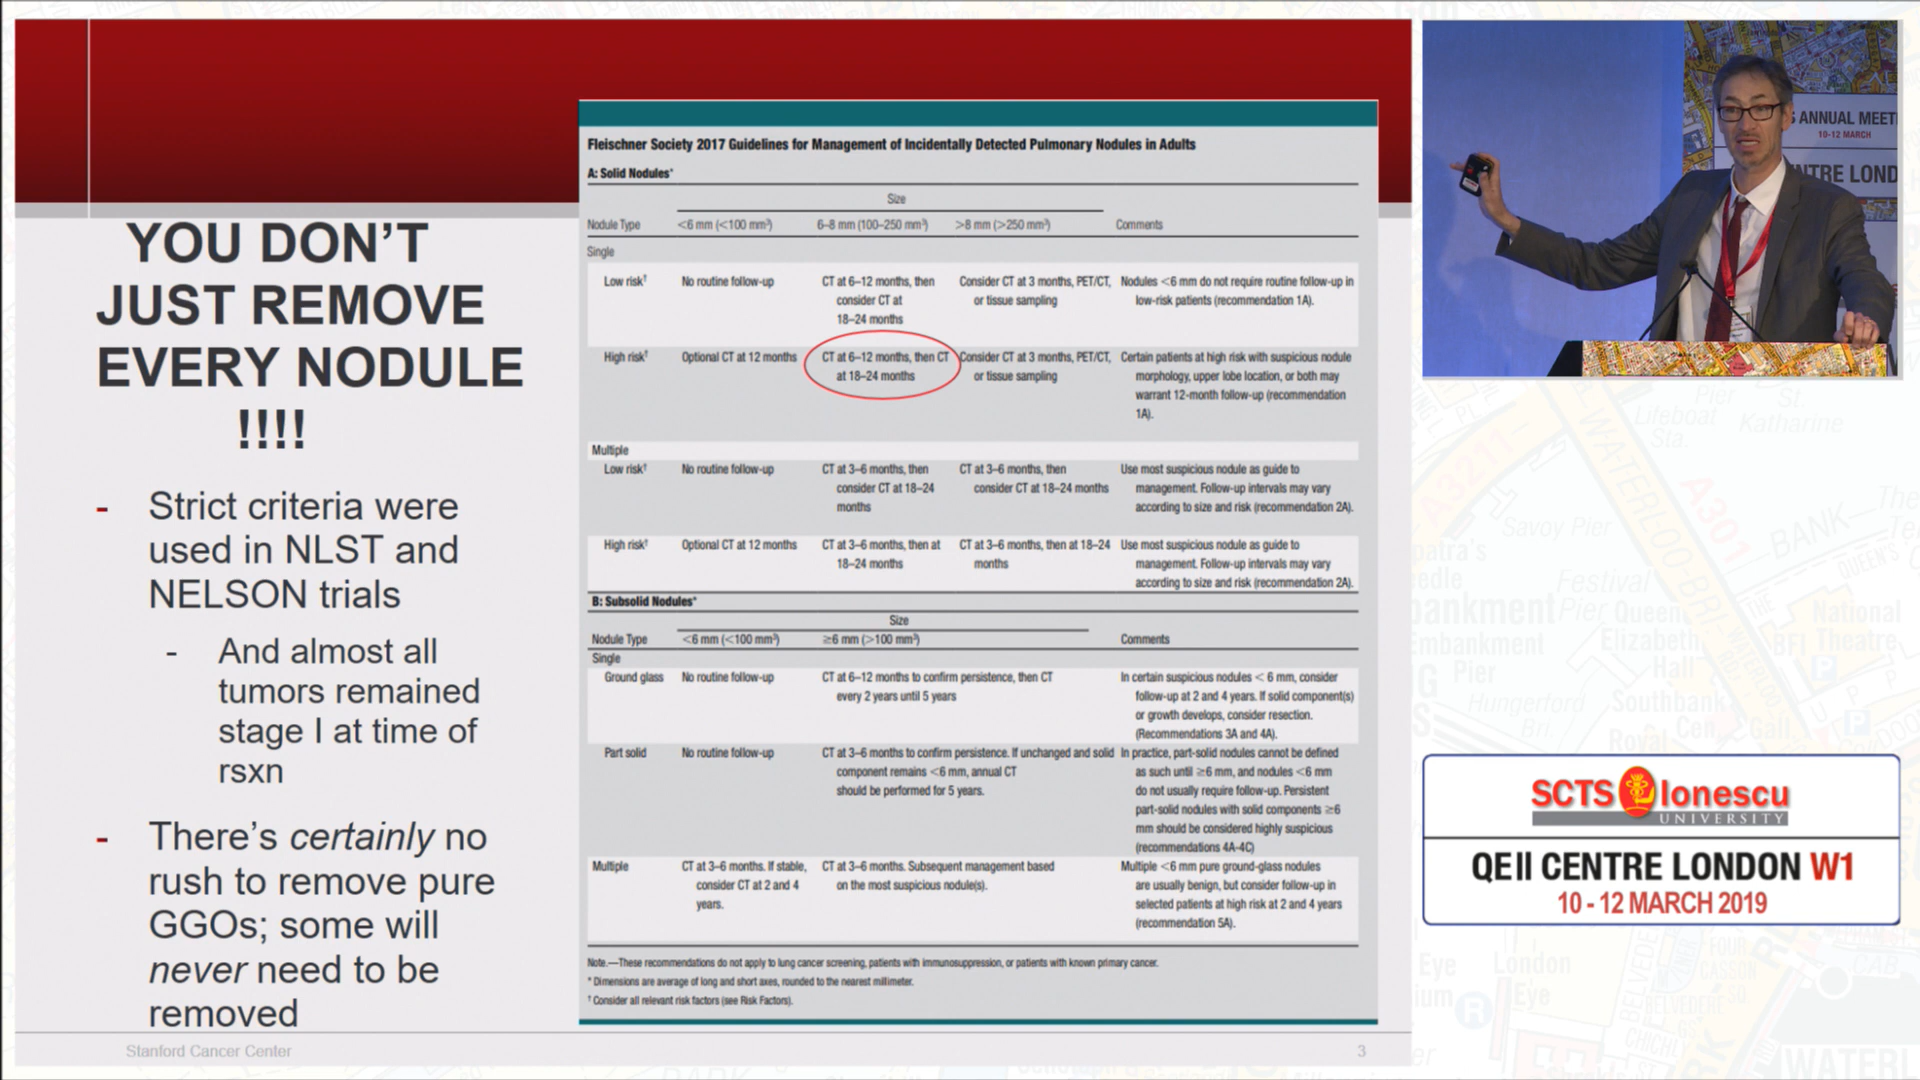 YOU DON'T
JUST REMOVE
EVERY NODULE
!!!!
- Strict criteria were
used in NLST and
NELSON trials
- And almost all
tumors remained
stage I at time of
rsxn
- There's certainly no
rush to remove pure
GGOs; some will
never need to be
removed
Stanford Cancer Center
3
Fleischner Society 2017 Guidelines for Management of Incidentally Detected Pulmonary Nodules in Adults
A: Solid Nodules*
Size
Nodule Type <6 mm (<100 mm³) 6–8 mm (100–250 mm³) >8 mm (>250 mm³) Comments
Single
Low risk† No routine follow-up CT at 6–12 months, then Consider CT at 3 months, PET/CT, Nodules <6 mm do not require routine follow-up in
consider CT at or tissue sampling low-risk patients (recommendation 1A).
18–24 months
High risk† Optional CT at 12 months CT at 6–12 months, then CT Consider CT at 3 months, PET/CT, Certain patients at high risk with suspicious nodule
at 18–24 months or tissue sampling morphology, upper lobe location, or both may
warrant 12-month follow-up (recommendation
1A).
Multiple
Low risk† No routine follow-up CT at 3–6 months, then CT at 3–6 months, then Use most suspicious nodule as guide to
consider CT at 18–24 consider CT at 18–24 months management. Follow-up intervals may vary
months according to size and risk (recommendation 2A).
High risk† Optional CT at 12 months CT at 3–6 months, then at CT at 3–6 months, then at 18–24 Use most suspicious nodule as guide to
18–24 months months management. Follow-up intervals may vary
according to size and risk (recommendation 2A).
B: Subsolid Nodules*
Size
Nodule Type <6 mm (<100 mm³) ≥6 mm (>100 mm³) Comments
Single
Ground glass No routine follow-up CT at 6–12 months to confirm persistence, then CT In certain suspicious nodules < 6 mm, consider
every 2 years until 5 years follow-up at 2 and 4 years. If solid component(s)
or growth develops, consider resection.
(Recommendations 3A and 4A).
Part solid No routine follow-up CT at 3–6 months to confirm persistence. If unchanged and solid In practice, part-solid nodules cannot be defined
component remains <6 mm, annual CT as such until ≥6 mm, and nodules <6 mm
should be performed for 5 years. do not usually require follow-up. Persistent
part-solid nodules with solid components ≥6
mm should be considered highly suspicious
(recommendations 4A-4C)
Multiple CT at 3–6 months. If stable, CT at 3–6 months. Subsequent management based Multiple <6 mm pure ground-glass nodules
consider CT at 2 and 4 on the most suspicious nodule(s). are usually benign, but consider follow-up in
years. selected patients at high risk at 2 and 4 years
(recommendation 5A).
Note.—These recommendations do not apply to lung cancer screening, patients with immunosuppression, or patients with known primary cancer.
* Dimensions are average of long and short axes, rounded to the nearest millimeter.
† Consider all relevant risk factors (see Risk Factors).
ANNUAL MEET
10-12 MARCH
NTRE LOND
SCTS Ionescu
UNIVERSITY
QEII CENTRE LONDON W1
10 - 12 MARCH 2019